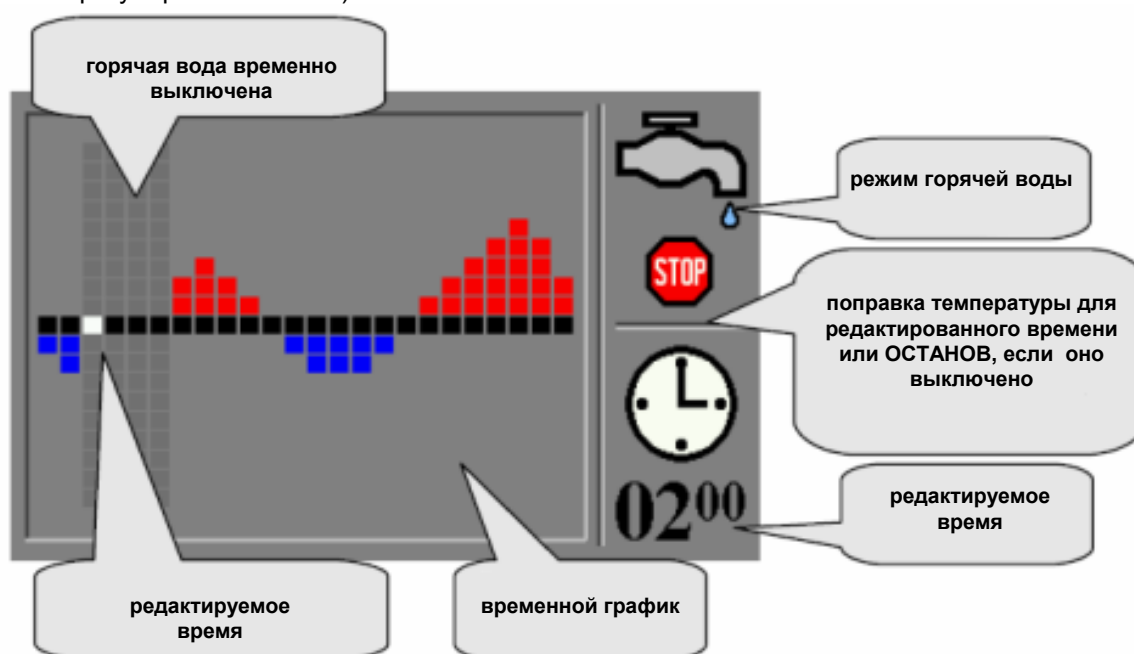 горячая вода временно
выключена
режим горячей воды
STOP
поправка температуры для
редактированного времени
или ОСТАНОВ, если оно
выключено
02⁰⁰
редактируемое
время
редактируемое
время
временной график